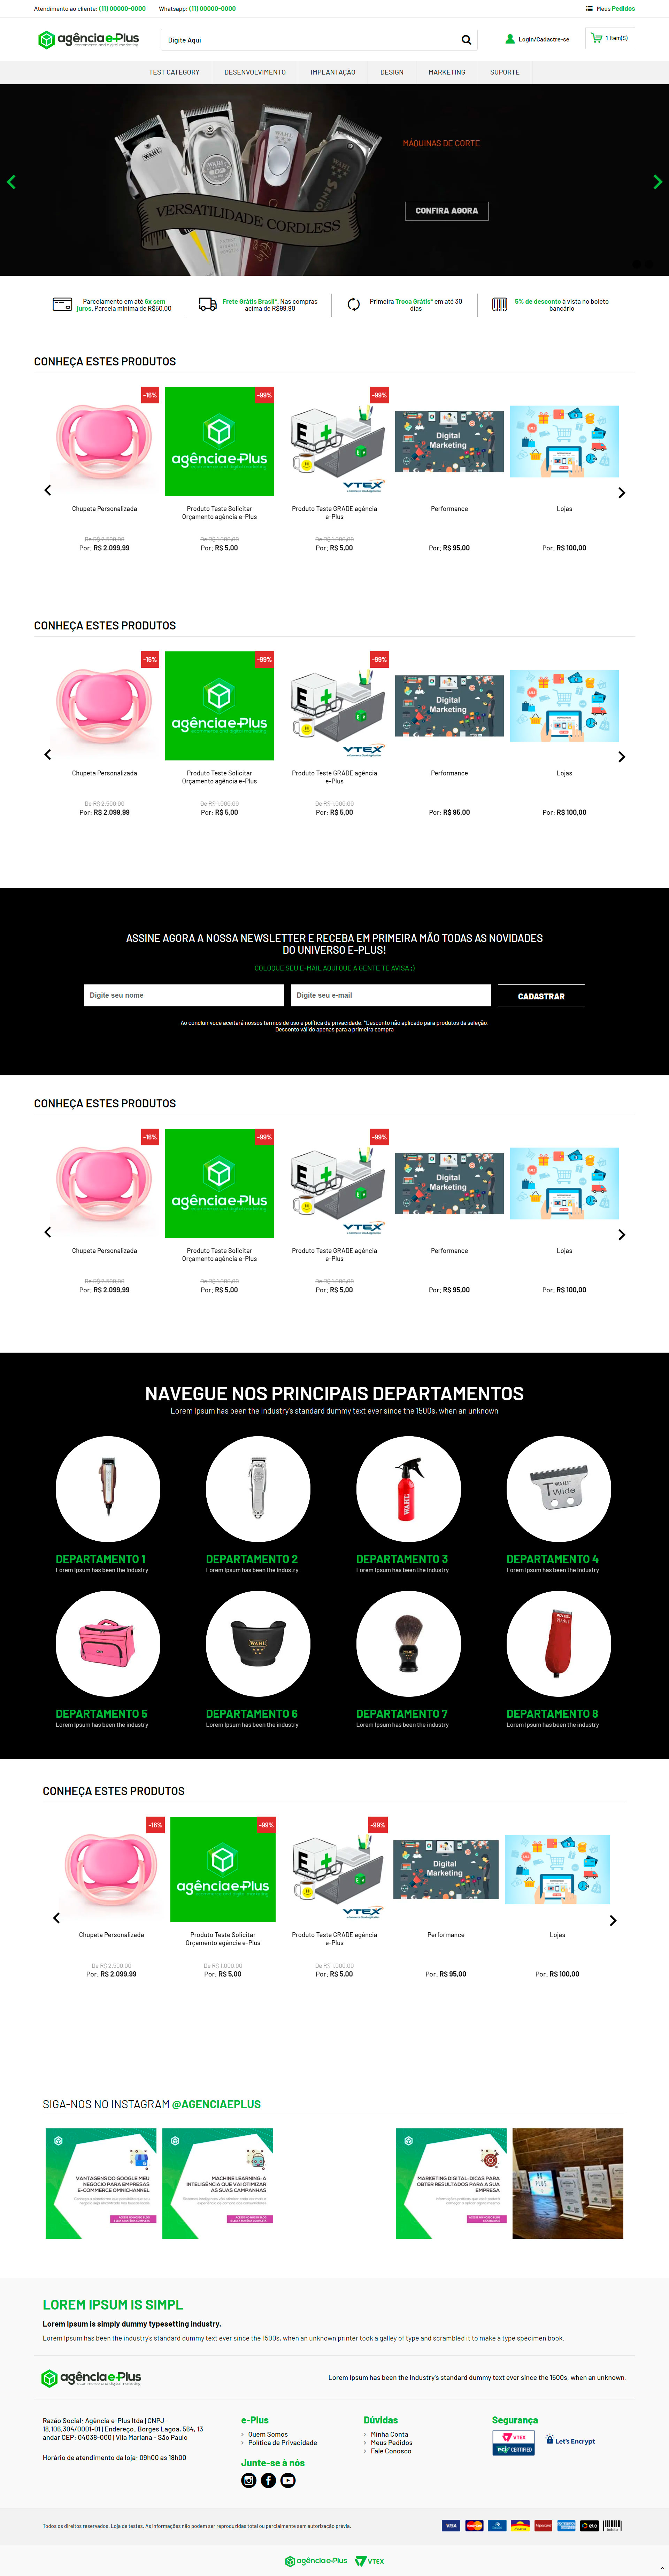 Atendimento ao cliente: (11) 00000-0000 Whatsapp: (11) 00000-0000 Meus Pedidos
agência e-Plus
ecommerce and digital marketing
Digite Aqui
Login/Cadastre-se
1 Item(S)
TEST CATEGORY DESENVOLVIMENTO IMPLANTAÇÃO DESIGN MARKETING SUPORTE
WAHL
SENIOR
VERSATILIDADE CORDLESS
MÁQUINAS DE CORTE
CONFIRA AGORA
Parcelamento em até 6x sem
juros, Parcela mínima de R$50,00
Frete Grátis Brasil*, Nas compras
acima de R$99,90
Primeira Troca Grátis* em até 30
dias
5% de desconto à vista no boleto
bancário
CONHEÇA ESTES PRODUTOS
-16% -99% -99%
agência e-Plus
VTEX
Digital
Marketing
Chupeta Personalizada
Produto Teste Solicitar
Orçamento agência e-Plus
Produto Teste GRADE agência
e-Plus
Performance
Lojas
De R$ 2.500,00 De R$ 1.000,00 De R$ 1.000,00
Por: R$ 2.099,99 Por: R$ 5,00 Por: R$ 5,00 Por: R$ 95,00 Por: R$ 100,00
CONHEÇA ESTES PRODUTOS
-16% -99% -99%
agência e-Plus
VTEX
Digital
Marketing
Chupeta Personalizada
Produto Teste Solicitar
Orçamento agência e-Plus
Produto Teste GRADE agência
e-Plus
Performance
Lojas
De R$ 2.500,00 De R$ 1.000,00 De R$ 1.000,00
Por: R$ 2.099,99 Por: R$ 5,00 Por: R$ 5,00 Por: R$ 95,00 Por: R$ 100,00
ASSINE AGORA A NOSSA NEWSLETTER E RECEBA EM PRIMEIRA MÃO TODAS AS NOVIDADES
DO UNIVERSO E-PLUS!
COLOQUE SEU E-MAIL AQUI QUE A GENTE TE AVISA :)
Digite seu nome
Digite seu e-mail
CADASTRAR
Ao concluir você aceitará nossos termos de uso e política de privacidade. *Desconto não aplicado para produtos da seleção.
Desconto válido apenas para a primeira compra
CONHEÇA ESTES PRODUTOS
-16% -99% -99%
agência e-Plus
VTEX
Digital
Marketing
Chupeta Personalizada
Produto Teste Solicitar
Orçamento agência e-Plus
Produto Teste GRADE agência
e-Plus
Performance
Lojas
De R$ 2.500,00 De R$ 1.000,00 De R$ 1.000,00
Por: R$ 2.099,99 Por: R$ 5,00 Por: R$ 5,00 Por: R$ 95,00 Por: R$ 100,00
NAVEGUE NOS PRINCIPAIS DEPARTAMENTOS
Lorem Ipsum has been the industry's standard dummy text ever since the 1500s, when an unknown
WAHL
WAHL
T Wide
DEPARTAMENTO 1 DEPARTAMENTO 2 DEPARTAMENTO 3 DEPARTAMENTO 4
Lorem Ipsum has been the industry Lorem Ipsum has been the industry Lorem Ipsum has been the industry Lorem Ipsum has been the industry
WAHL
WAHL
WAHL
PEANUT
DEPARTAMENTO 5 DEPARTAMENTO 6 DEPARTAMENTO 7 DEPARTAMENTO 8
Lorem Ipsum has been the industry Lorem Ipsum has been the industry Lorem Ipsum has been the industry Lorem Ipsum has been the industry
CONHEÇA ESTES PRODUTOS
-16% -99% -99%
agência e-Plus
VTEX
Digital
Marketing
Chupeta Personalizada
Produto Teste Solicitar
Orçamento agência e-Plus
Produto Teste GRADE agência
e-Plus
Performance
Lojas
De R$ 2.500,00 De R$ 1.000,00 De R$ 1.000,00
Por: R$ 2.099,99 Por: R$ 5,00 Por: R$ 5,00 Por: R$ 95,00 Por: R$ 100,00
SIGA-NOS NO INSTAGRAM @AGENCIAEPLUS
VANTAGENS DO GOOGLE MEU
NEGÓCIO PARA EMPRESAS
E-COMMERCE OMNICHANNEL
MACHINE LEARNING: A
INTELIGÊNCIA QUE VAI OTIMIZAR
AS SUAS CAMPANHAS
MARKETING DIGITAL: DICAS PARA
OBTER RESULTADOS PARA A SUA
EMPRESA
LOREM IPSUM IS SIMPL
Lorem Ipsum is simply dummy typesetting industry.
Lorem Ipsum has been the industry's standard dummy text ever since the 1500s, when an unknown printer took a galley of type and scrambled it to make a type specimen book.
agência e-Plus
ecommerce and digital marketing
Lorem Ipsum has been the industry's standard dummy text ever since the 1500s, when an unknown.
Razão Social: Agência e-Plus ltda | CNPJ -
18.106.304/0001-01 | Endereço: Borges Lagoa, 564, 13
andar CEP: 04038-000 | Vila Mariana - São Paulo
Horário de atendimento da loja: 09h00 as 18h00
e-Plus
Quem Somos
Política de Privacidade
Junte-se à nós
Dúvidas
Minha Conta
Meus Pedidos
Fale Conosco
Segurança
VTEX
PCI CERTIFIED
Let's Encrypt
Todos os direitos reservados. Loja de testes. As informações não podem ser reproduzidas total ou parcialmente sem autorização prévia.
VISA
elo
agência e-Plus VTEX